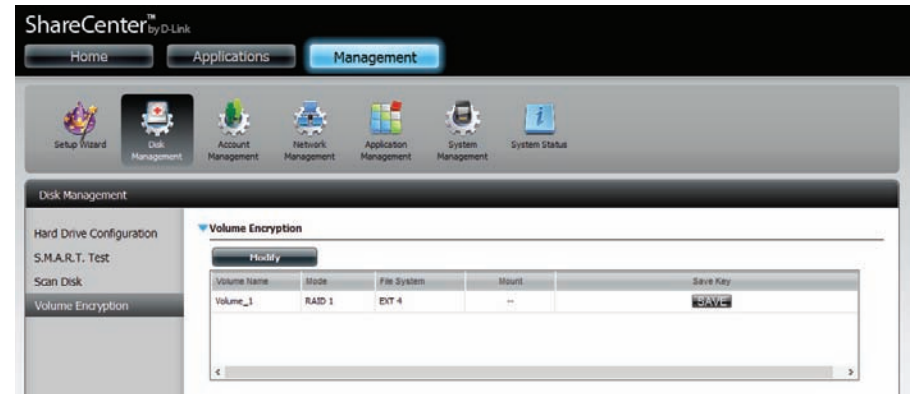 ShareCenter™ by D-Link
Home Applications Management
Setup Wizard Disk Management Account Management Network Management Application Management System Management System Status
Disk Management
Hard Drive Configuration
S.M.A.R.T. Test
Scan Disk
Volume Encryption
Volume Encryption
Modify
Volume Name Mode File System Mount Save Key
Volume_1 RAID 1 EXT 4 -- SAVE